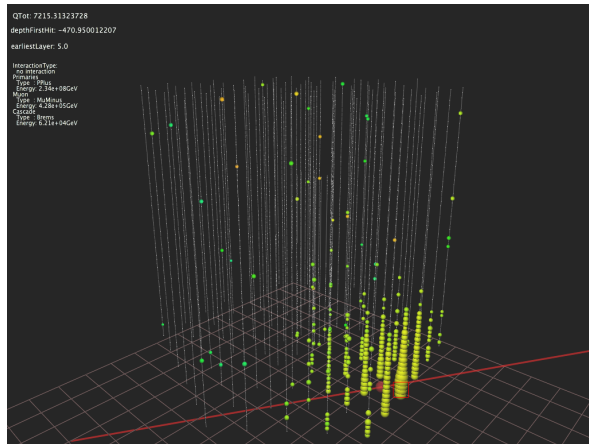 QTot: 7215.31323728
depthFirstHit: −470.950012207
earliestLayer: 5.0
InteractionType:
no interaction
Primaries
Type : PPlus
Energy: 2.34e+08GeV
Muon
Type : MuMinus
Energy: 4.28e+05GeV
Cascade
Type : Brems
Energy: 6.21e+04GeV